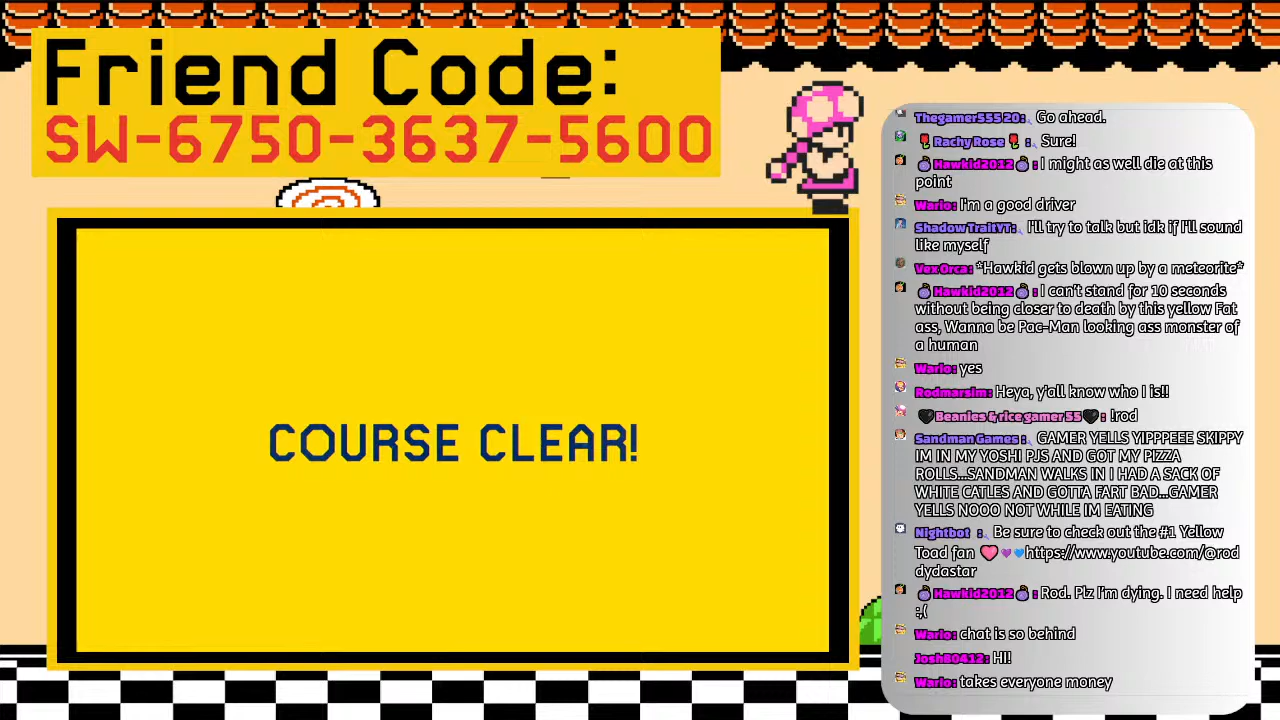 Friend Code:
SW-6750-3637-5600
COURSE CLEAR!
Thegamer555 20: Go ahead.
🌹Rachy Rose🌹: Sure!
Hawkid2012: I might as well die at this
point
Wario: I'm a good driver
ShadowTraitVT: I'll try to talk but idk if I'll sound
like myself
Vex Orca: *Hawkid gets blown up by a meteorite*
Hawkid2012: I can't stand for 10 seconds
without being closer to death by this yellow Fat
ass, Wanna be Pac-Man looking ass monster of
a human
Wario: yes
Rodmarsim: Heya, y'all know who I is!!
🖤Beanies & rice gamer 55🖤: !rod
Sandman Games: GAMER YELLS YIPPPEEE SKIPPY
IM IN MY YOSHI PJS AND GOT MY PIZZA
ROLLS...SANDMAN WALKS IN I HAD A SACK OF
WHITE CATLES AND GOTTA FART BAD...GAMER
YELLS NOOO NOT WHILE IM EATING
Nightbot: Be sure to check out the #1 Yellow
Toad fan 💗💜💙https://www.youtube.com/@rod
dydastar
Hawkid2012: Rod. Plz I'm dying. I need help
:,(
Wario: chat is so behind
JoshB0412: HI!
Wario: takes everyone money